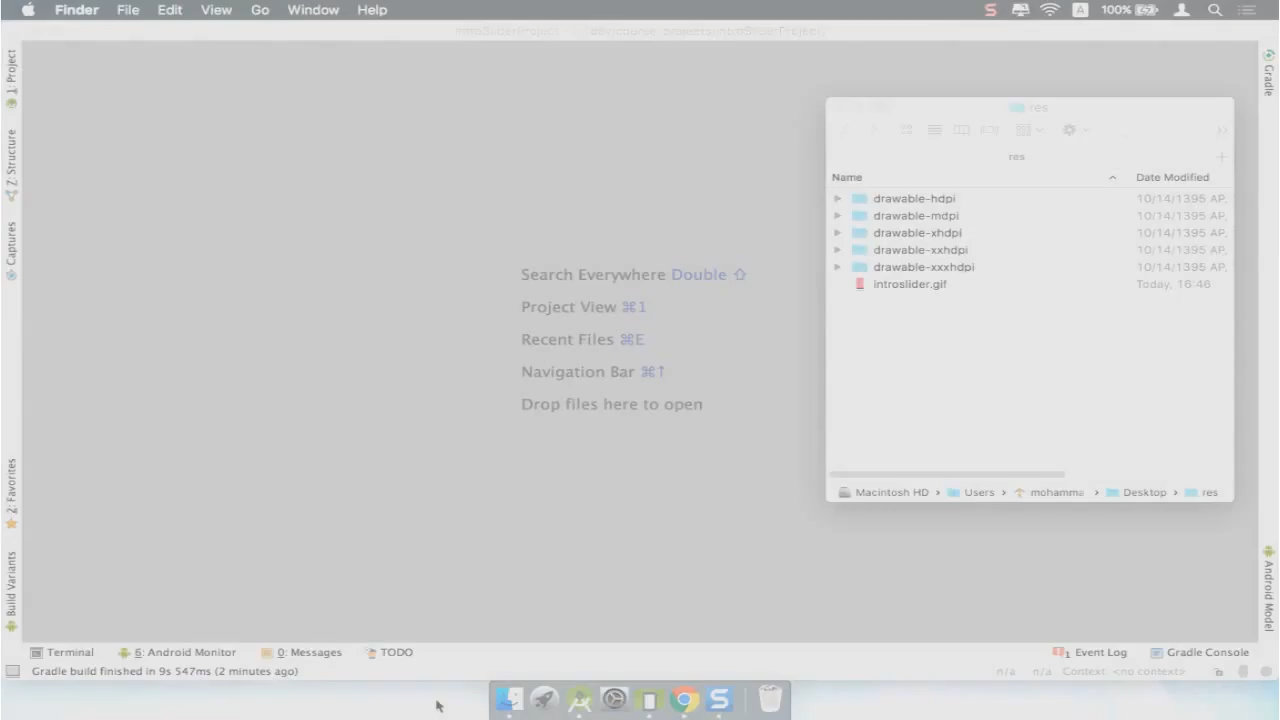 Finder File Edit View Go Window Help
A 100%
1: Project
Z: Structure
Captures
2: Favorites
Build Variants
Gradle
Android Model
Search Everywhere Double ⇧
Project View ⌘1
Recent Files ⌘E
Navigation Bar ⌘↑
Drop files here to open
res
res
Name Date Modified
drawable-hdpi 10/14/1395 AP,
drawable-mdpi 10/14/1395 AP,
drawable-xhdpi 10/14/1395 AP,
drawable-xxhdpi 10/14/1395 AP,
drawable-xxxhdpi 10/14/1395 AP,
introslider.gif Today, 16:46
Macintosh HD › Users › mohamma › Desktop › res
Terminal 6: Android Monitor 0: Messages TODO 1 Event Log Gradle Console
Gradle build finished in 9s 547ms (2 minutes ago) n/a n/a Context: <no context>